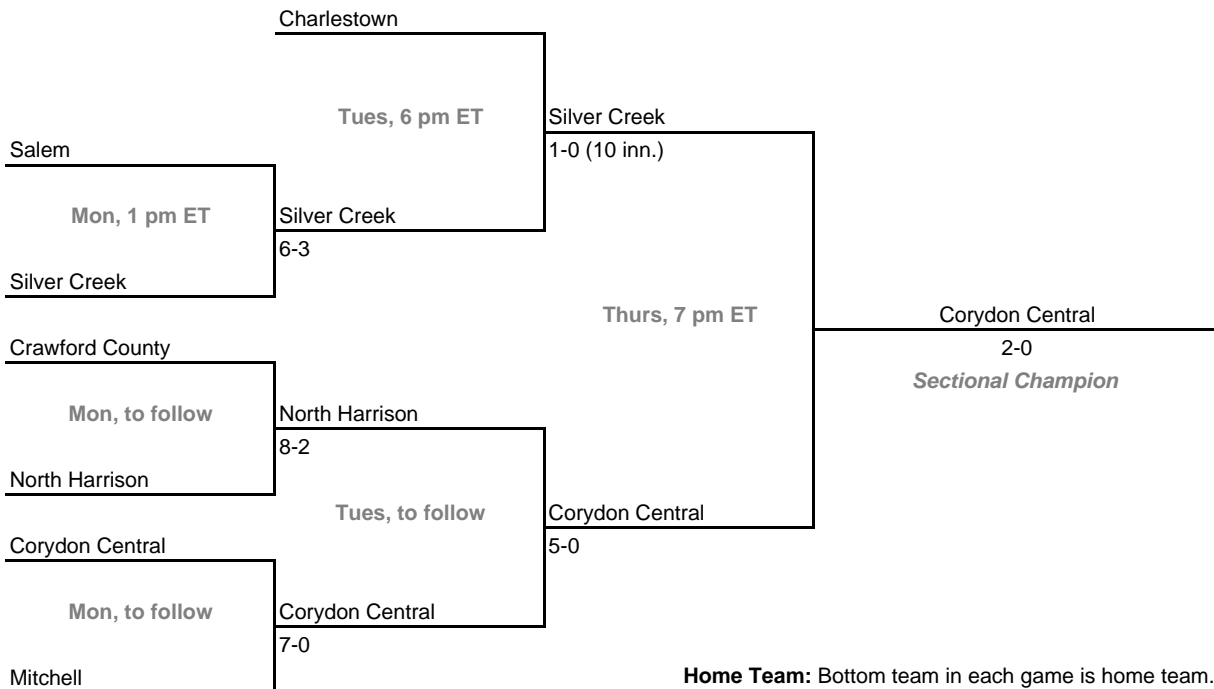 Charlestown
Tues, 6 pm ET
Silver Creek
Salem
1-0 (10 inn.)
Mon, 1 pm ET
Silver Creek
6-3
Silver Creek
Thurs, 7 pm ET
Corydon Central
Crawford County
2-0
Sectional Champion
Mon, to follow
North Harrison
8-2
North Harrison
Tues, to follow
Corydon Central
Corydon Central
5-0
Mon, to follow
Corydon Central
7-0
Mitchell
Home Team: Bottom team in each game is home team.